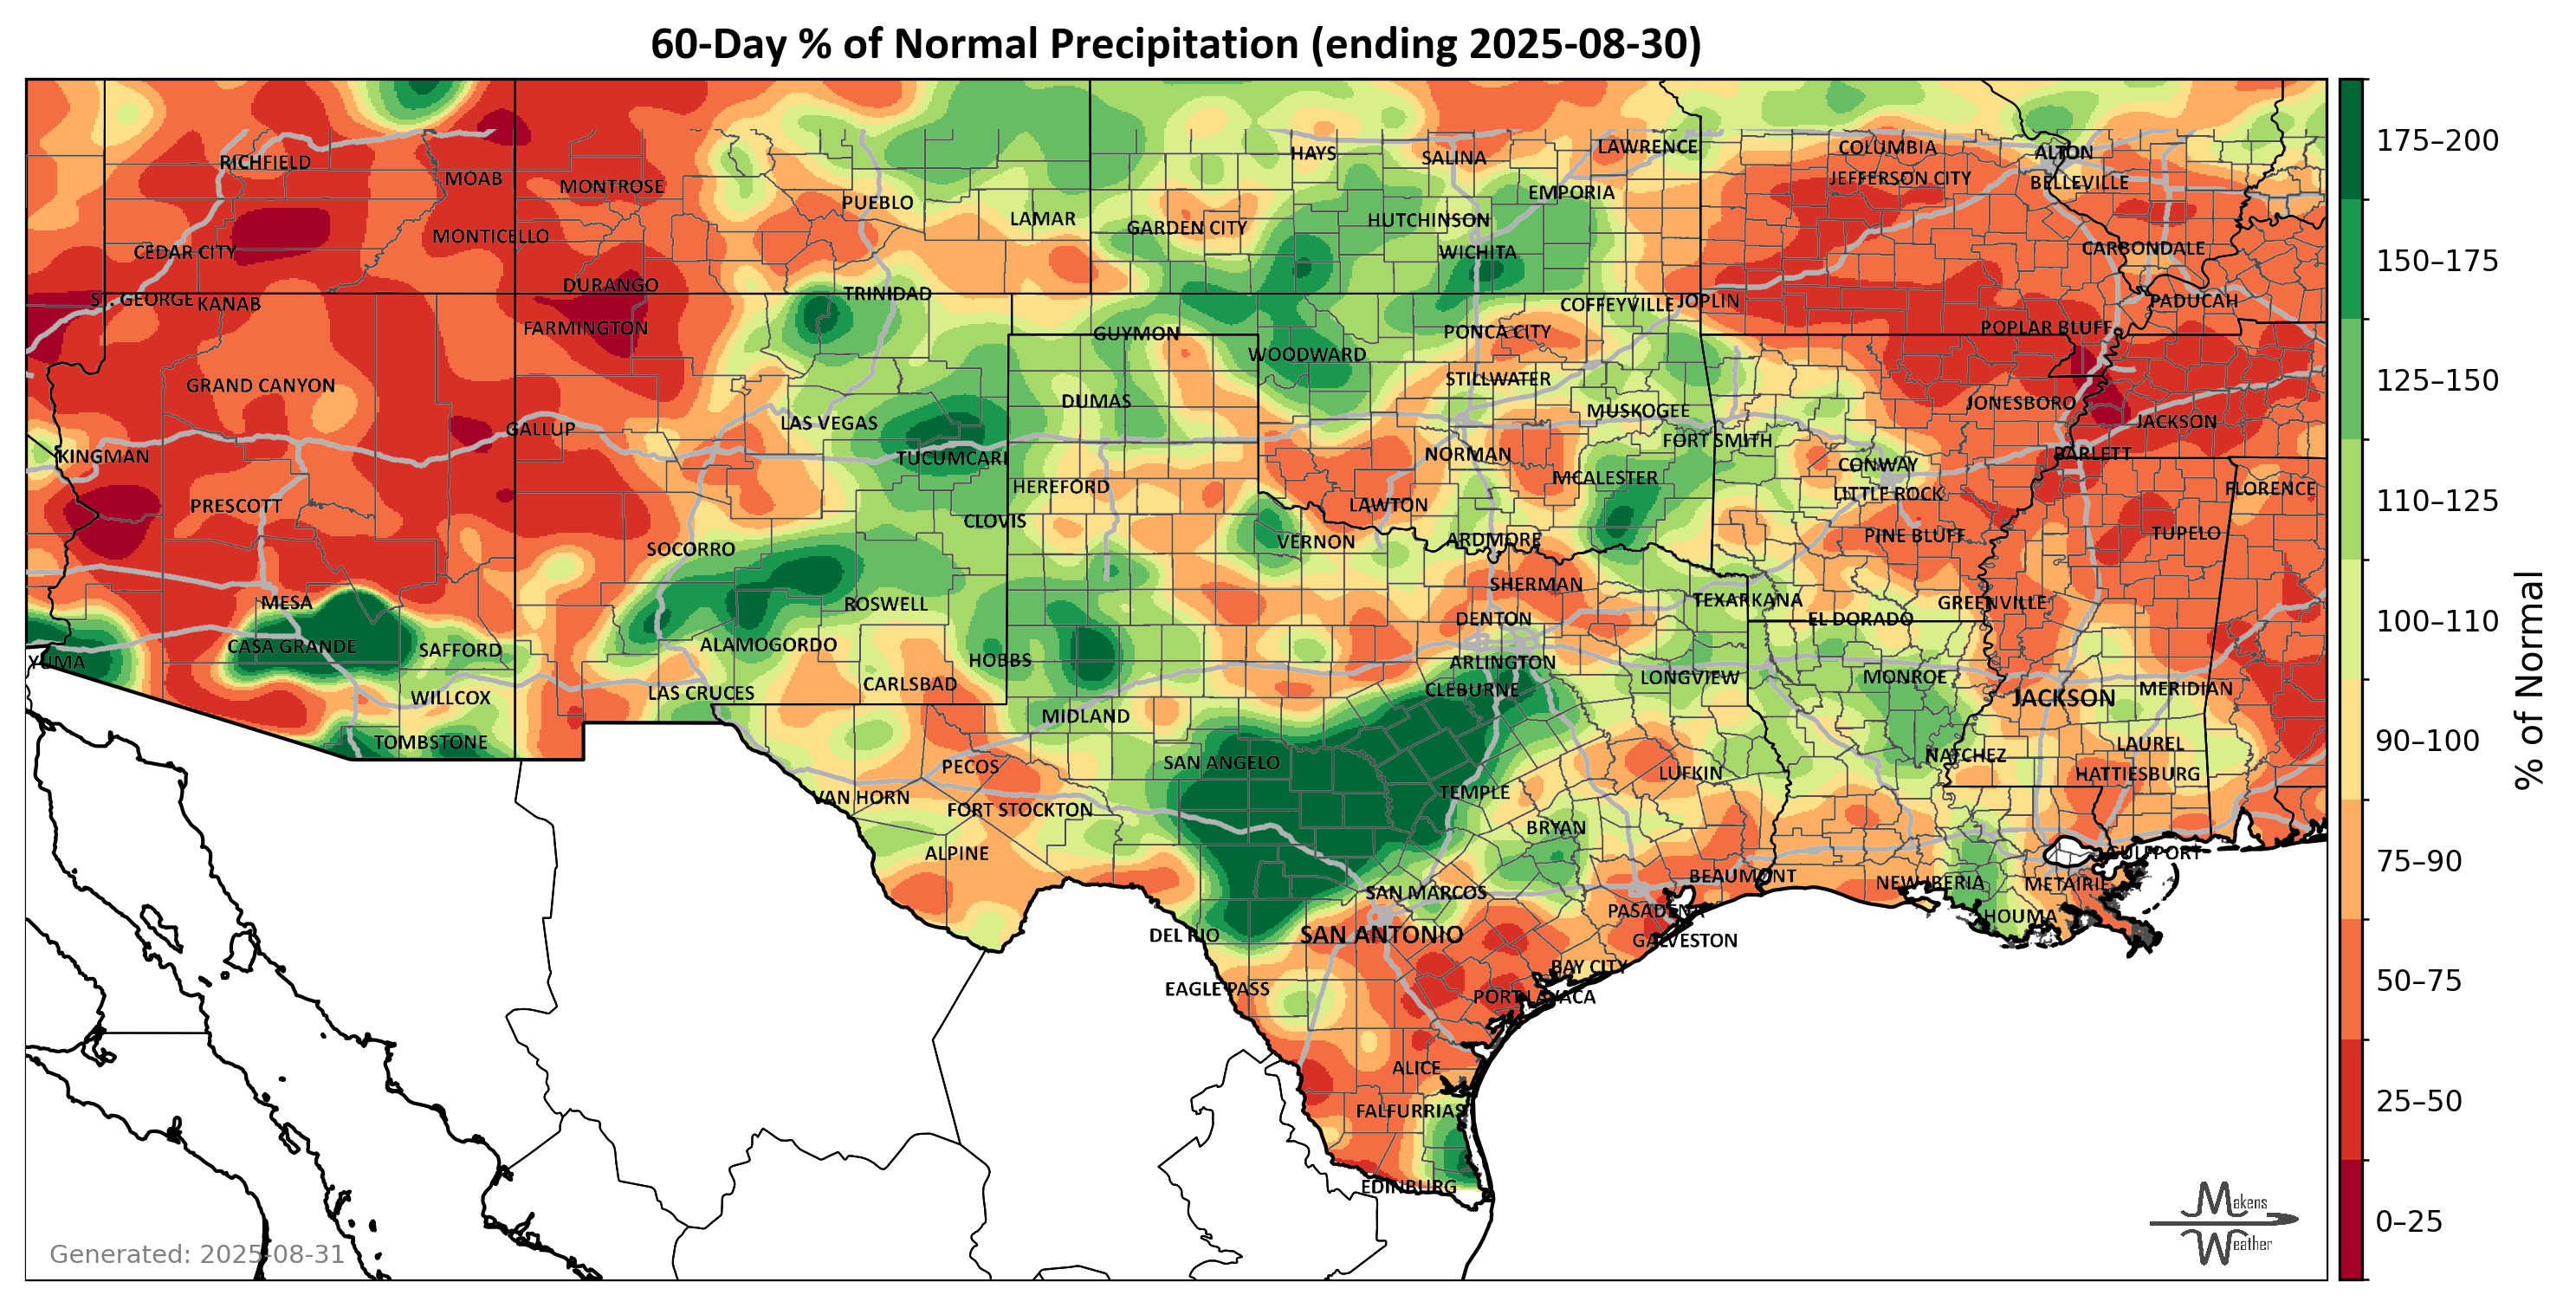 60-Day % of Normal Precipitation (ending 2025-08-30)
175–200
150–175
125–150
110–125
100–110
90–100
75–90
50–75
25–50
0–25
% of Normal
RICHFIELD
MOAB
MONTROSE
PUEBLO
LAMAR
HAYS
SALINA
LAWRENCE
COLUMBIA
ALTON
JEFFERSON CITY
BELLEVILLE
EMPORIA
GARDEN CITY
HUTCHINSON
WICHITA
CEDAR CITY
MONTICELLO
CARBONDALE
DURANGO
TRINIDAD
ST. GEORGE
KANAB
COFFEYVILLE
JOPLIN
PADUCAH
FARMINGTON
GUYMON
PONCA CITY
POPLAR BLUFF
WOODWARD
GRAND CANYON
STILLWATER
DUMAS
MUSKOGEE
JONESBORO
JACKSON
GALLUP
LAS VEGAS
FORT SMITH
KINGMAN
TUCUMCARI
NORMAN
BARLETT
CONWAY
HEREFORD
MCALESTER
LITTLE ROCK
FLORENCE
PRESCOTT
LAWTON
CLOVIS
PINE BLUFF
TUPELO
SOCORRO
VERNON
ARDMORE
SHERMAN
MESA
ROSWELL
TEXARKANA
GREENVILLE
DENTON
EL DORADO
CASA GRANDE
SAFFORD
ALAMOGORDO
HOBBS
ARLINGTON
YUMA
CLEBURNE
LONGVIEW
MONROE
JACKSON
MERIDIAN
WILLCOX
LAS CRUCES
CARLSBAD
MIDLAND
TOMBSTONE
LAUREL
NATCHEZ
PECOS
SAN ANGELO
LUFKIN
HATTIESBURG
VAN HORN
FORT STOCKTON
TEMPLE
BRYAN
ALPINE
GULFPORT
BEAUMONT
NEW IBERIA
METAIRIE
SAN MARCOS
PASADENA
HOUMA
DEL RIO
SAN ANTONIO
GALVESTON
BAY CITY
EAGLE PASS
PORT LAVACA
ALICE
FALFURRIAS
EDINBURG
Makens
Weather
Generated: 2025-08-31